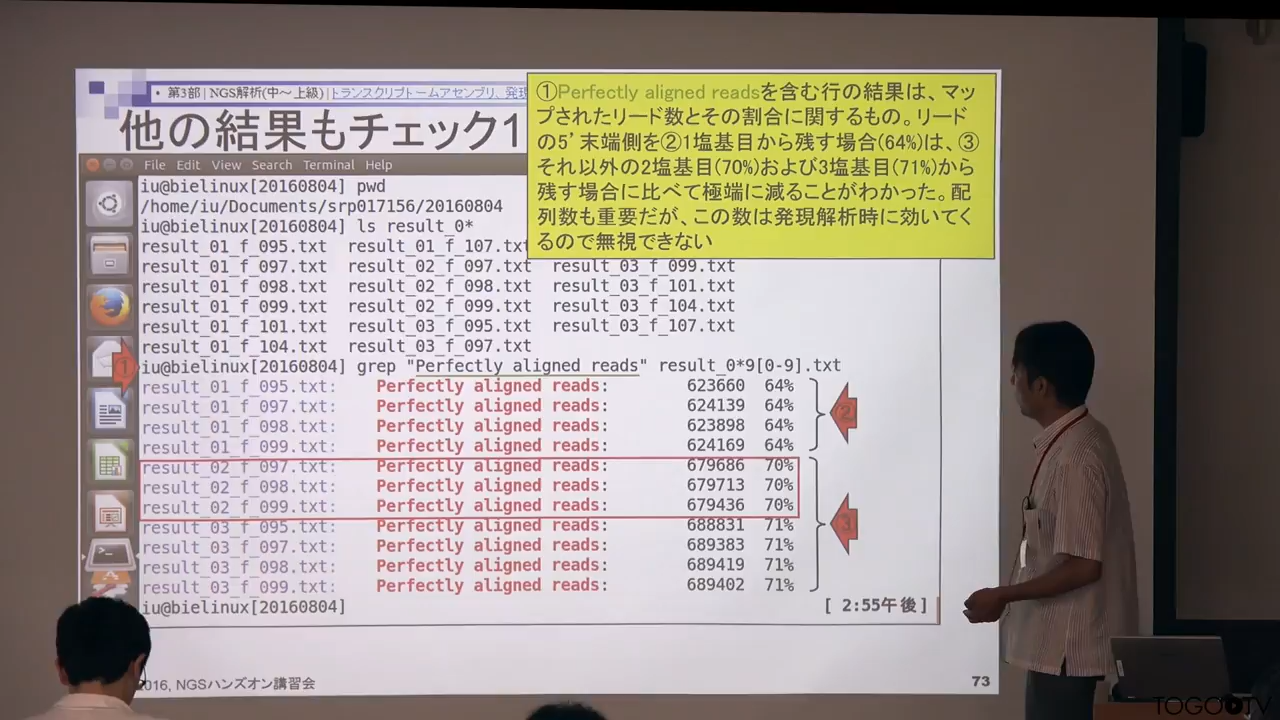 • 第3部 | NGS解析(中～上級) | トランスクリプトームアセンブリ、発現
他の結果もチェック1
①Perfectly aligned readsを含む行の結果は、マッ
プされたリード数とその割合に関するもの。リード
の5’末端側を②1塩基目から残す場合(64%)は、③
それ以外の2塩基目(70%)および3塩基目(71%)から
残す場合に比べて極端に減ることがわかった。配
列数も重要だが、この数は発現解析時に効いてく
るので無視できない
File Edit View Search Terminal Help
iu@bielinux[20160804] pwd
/home/iu/Documents/srp017156/20160804
iu@bielinux[20160804] ls result_0*
result_01_f_095.txt result_01_f_107.txt
result_01_f_097.txt result_02_f_097.txt result_03_f_099.txt
result_01_f_098.txt result_02_f_098.txt result_03_f_101.txt
result_01_f_099.txt result_02_f_099.txt result_03_f_104.txt
result_01_f_101.txt result_03_f_095.txt result_03_f_107.txt
result_01_f_104.txt result_03_f_097.txt
① iu@bielinux[20160804] grep "Perfectly aligned reads" result_0*9[0-9].txt
result_01_f_095.txt: Perfectly aligned reads: 623660 64%
result_01_f_097.txt: Perfectly aligned reads: 624139 64%
②
result_01_f_098.txt: Perfectly aligned reads: 623898 64%
result_01_f_099.txt: Perfectly aligned reads: 624169 64%
result_02_f_097.txt: Perfectly aligned reads: 679686 70%
result_02_f_098.txt: Perfectly aligned reads: 679713 70%
result_02_f_099.txt: Perfectly aligned reads: 679436 70%
result_03_f_095.txt: Perfectly aligned reads: 688831 71%
③
result_03_f_097.txt: Perfectly aligned reads: 689383 71%
result_03_f_098.txt: Perfectly aligned reads: 689419 71%
result_03_f_099.txt: Perfectly aligned reads: 689402 71%
iu@bielinux[20160804] [ 2:55午後 ]
2016, NGSハンズオン講習会
73
TOGOTV